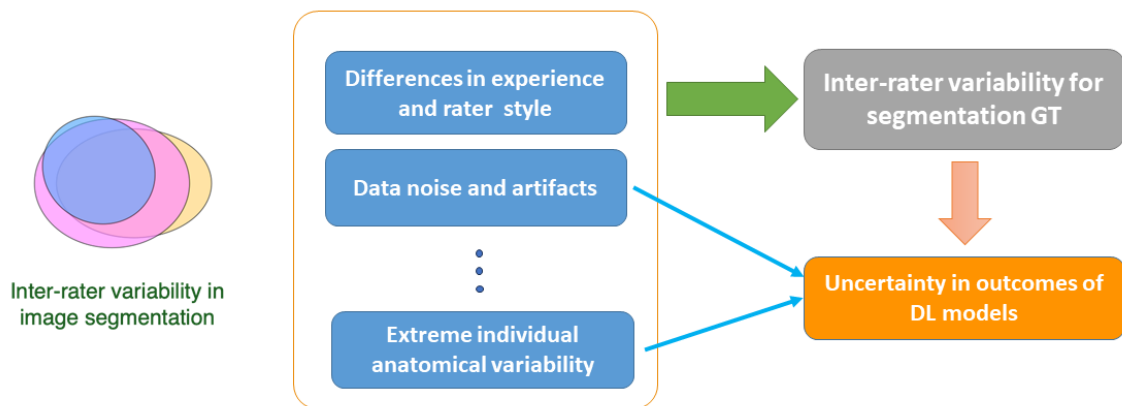 Inter-rater variability in
image segmentation
Differences in experience
and rater style
Data noise and artifacts
Extreme individual
anatomical variability
Inter-rater variability for
segmentation GT
Uncertainty in outcomes of
DL models